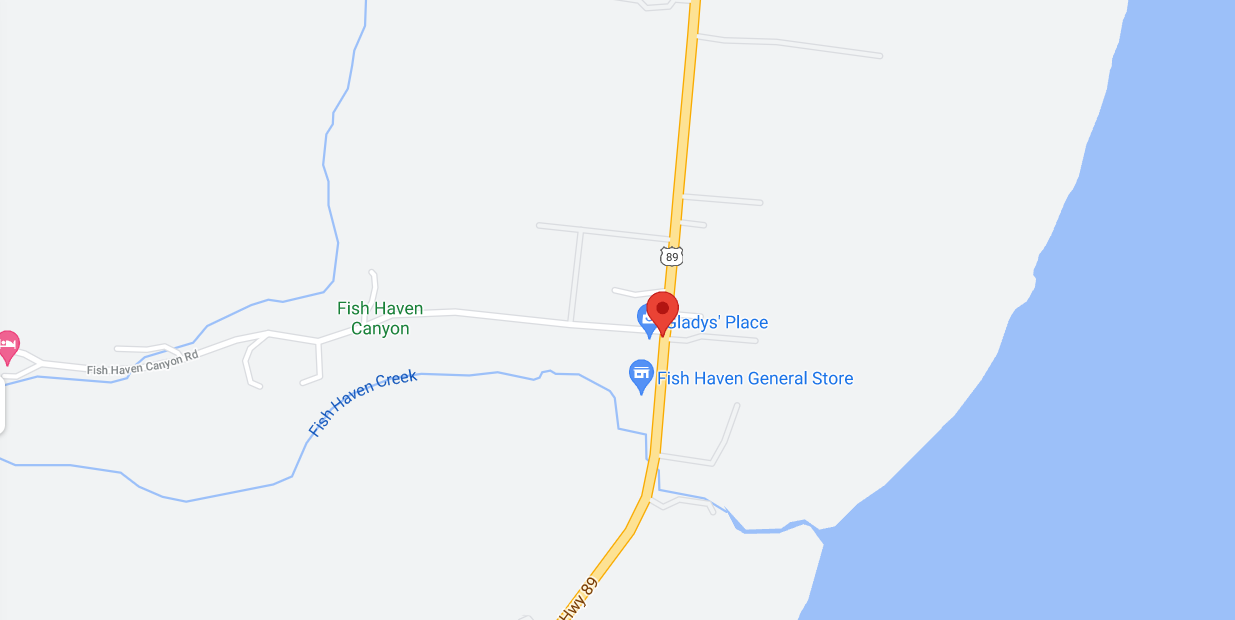 89
Fish Haven
Canyon
Gladys' Place
Fish Haven Canyon Rd
Fish Haven General Store
Fish Haven Creek
Hwy 89